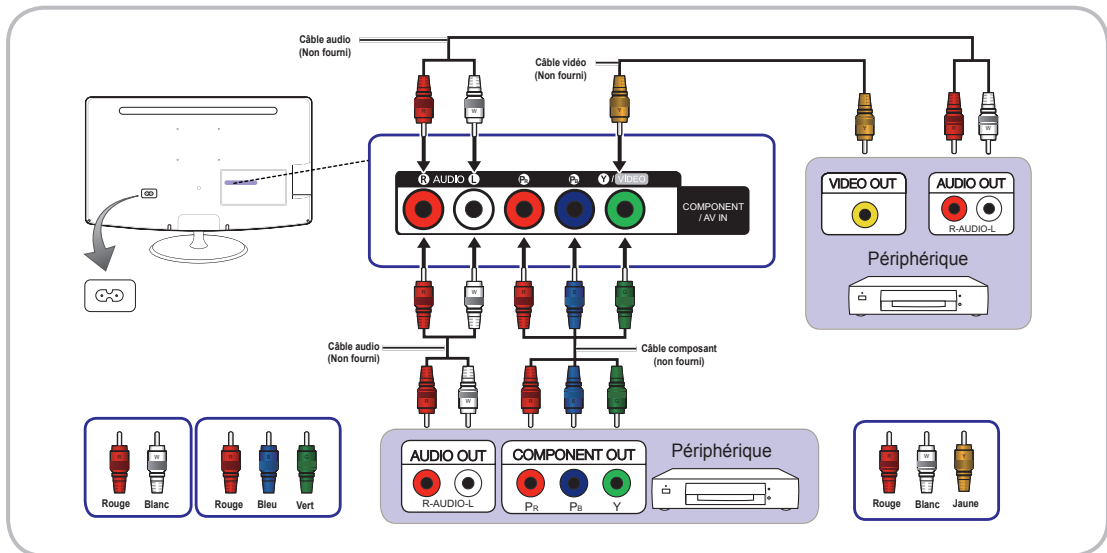 Câble audio
(Non fourni)
Câble vidéo
(Non fourni)
R
W
Y
Y
R
W
R AUDIO L
PR
PB
Y / VIDEO
COMPONENT
/ AV IN
VIDEO OUT
AUDIO OUT
R-AUDIO-L
Périphérique
R
W
R
B
G
Câble audio
(Non fourni)
Câble composant
(non fourni)
R
W
R
B
G
AUDIO OUT
R-AUDIO-L
COMPONENT OUT
PR
PB
Y
Périphérique
R
W
Rouge
Blanc
R
B
G
Rouge
Bleu
Vert
R
W
Y
Rouge
Blanc
Jaune